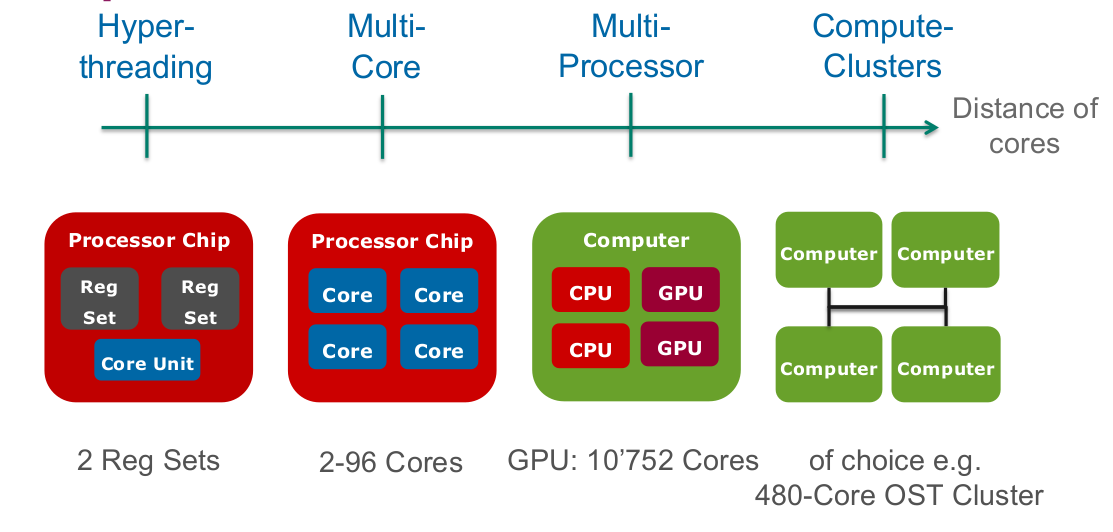 Hyper-
threading
Multi-
Core
Multi-
Processor
Compute-
Clusters
Distance of
cores
Processor Chip
Reg
Set
Reg
Set
Core Unit
Processor Chip
Core
Core
Core
Core
Computer
CPU
GPU
CPU
GPU
Computer
Computer
Computer
Computer
2 Reg Sets
2-96 Cores
GPU: 10’752 Cores
of choice e.g.
480-Core OST Cluster